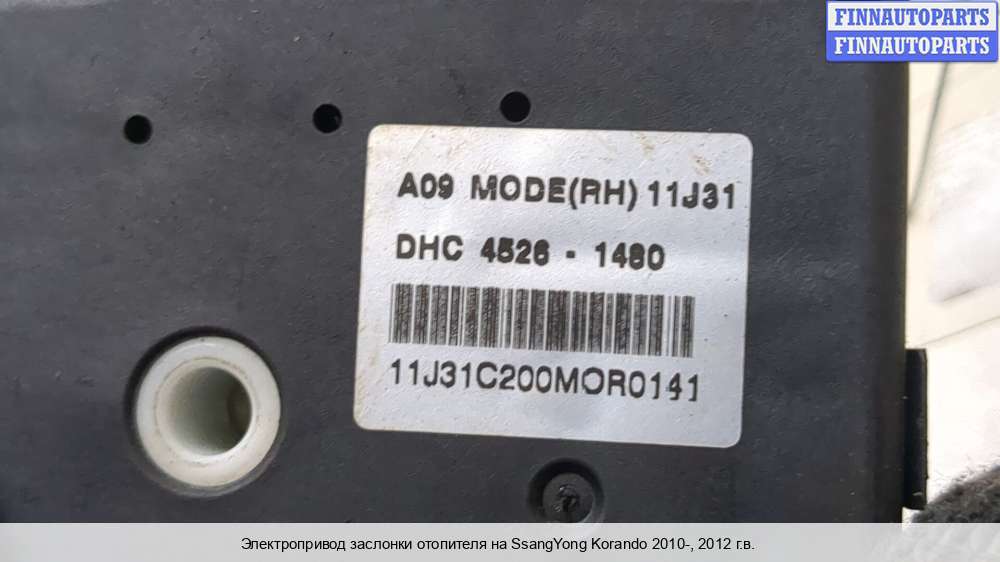 FINNAUTOPARTS
FINNAUTOPARTS
A09 MODE(RH) 11J31
DHC 4526 - 1480
11J31C200MOR0141
Электропривод заслонки отопителя на SsangYong Korando 2010-, 2012 г.в.